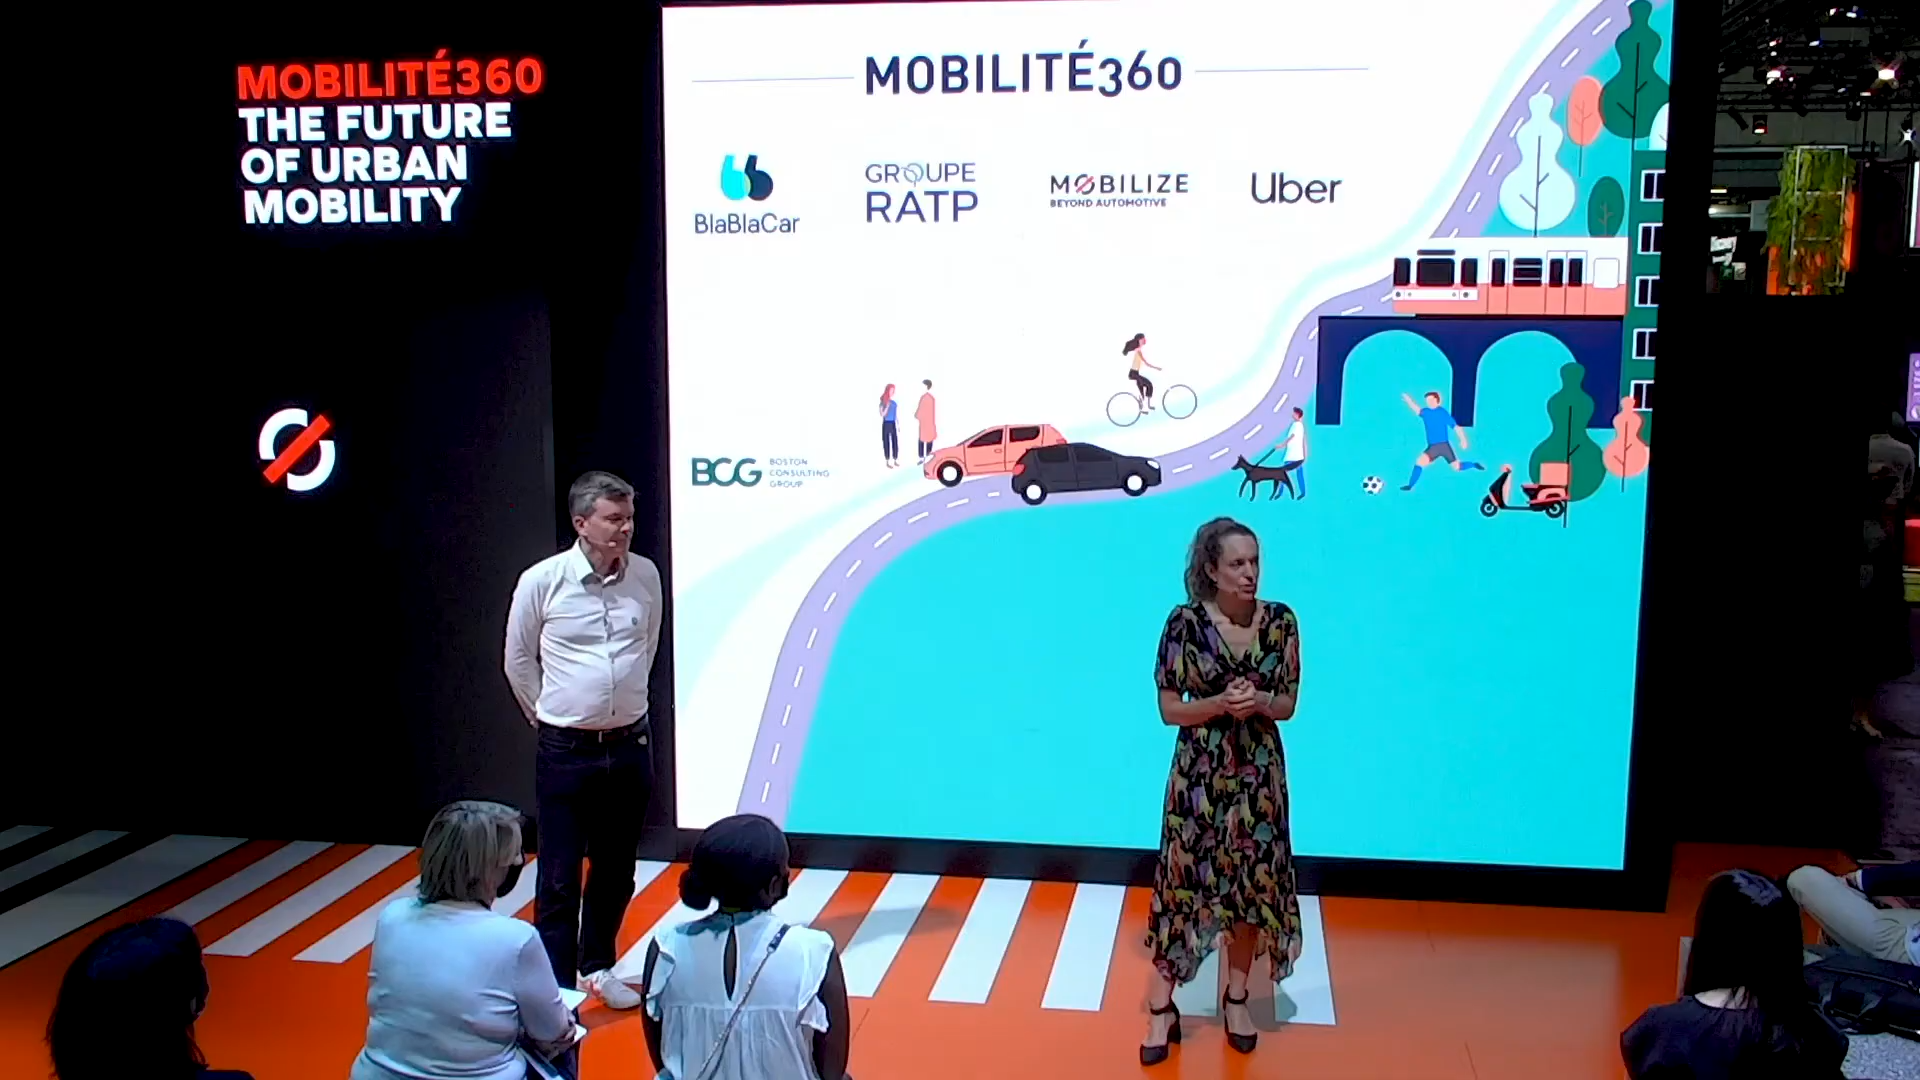 MOBILITÉ360
THE FUTURE
OF URBAN
MOBILITY
MOBILITÉ360
BlaBlaCar
GROUPE
RATP
MOBILIZE
BEYOND AUTOMOTIVE
Uber
BCG
BOSTON
CONSULTING
GROUP